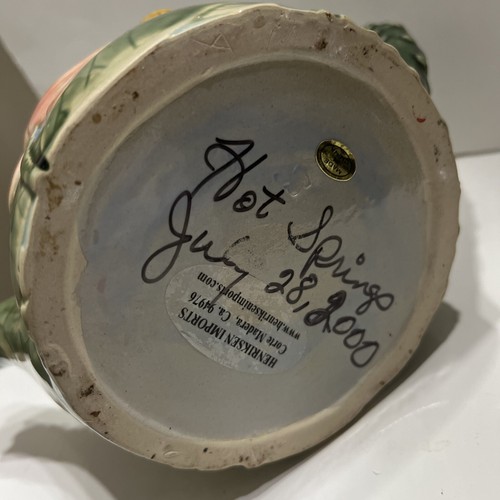 Hot Springs
July 28, 2000
HENRIKSEN IMPORTS
Corte Madera, Ca. 94976
www.henriksenimports.com